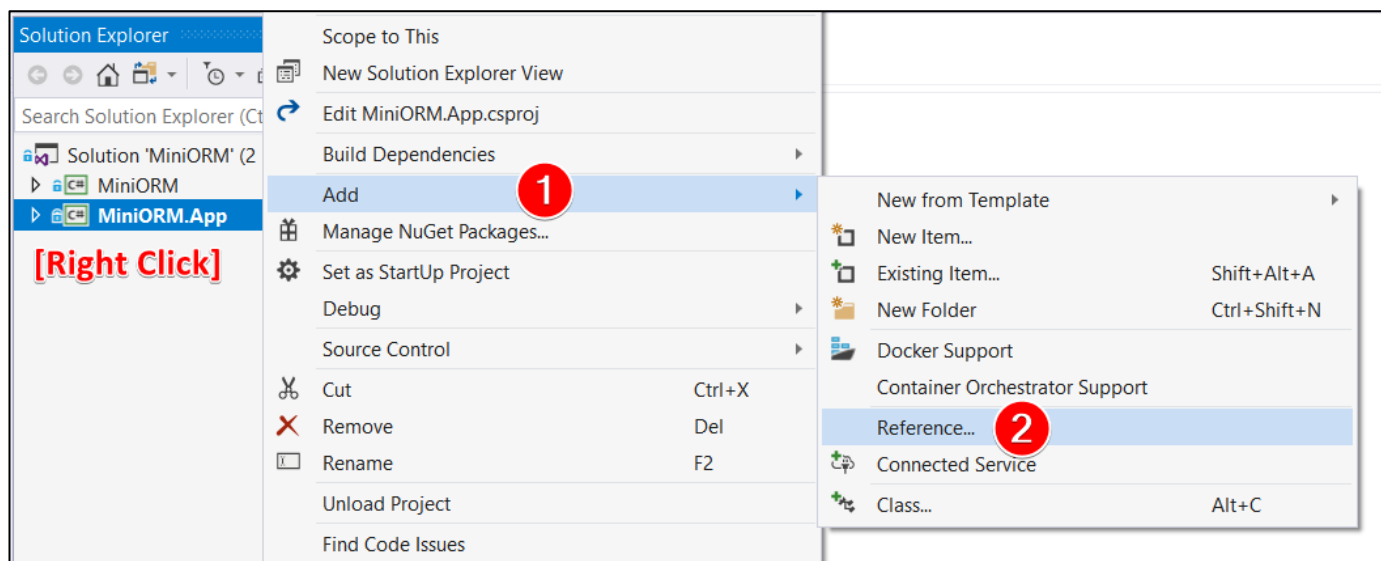 Solution Explorer
Search Solution Explorer (Ct
Solution 'MiniORM' (2
C# MiniORM
C# MiniORM.App
[Right Click]
Scope to This
New Solution Explorer View
Edit MiniORM.App.csproj
Build Dependencies
Add 1
Manage NuGet Packages...
Set as StartUp Project
Debug
Source Control
Cut Ctrl+X
Remove Del
Rename F2
Unload Project
Find Code Issues
New from Template
New Item...
Existing Item... Shift+Alt+A
New Folder Ctrl+Shift+N
Docker Support
Container Orchestrator Support
Reference... 2
Connected Service
Class... Alt+C